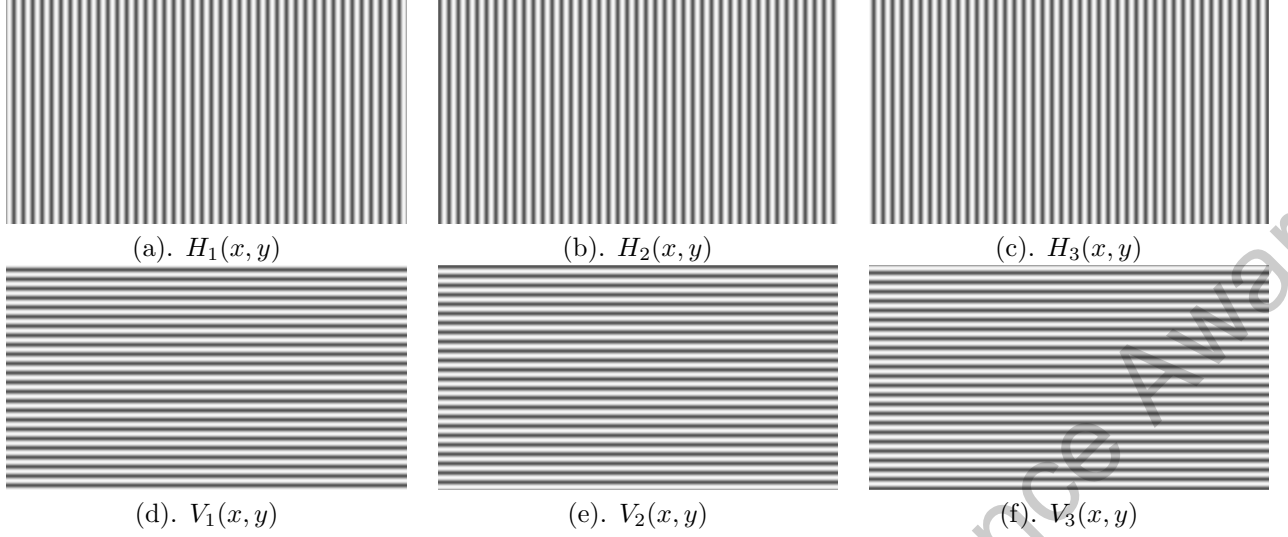 (a). H₁(x, y)
(b). H₂(x, y)
(c). H₃(x, y)
(d). V₁(x, y)
(e). V₂(x, y)
(f). V₃(x, y)